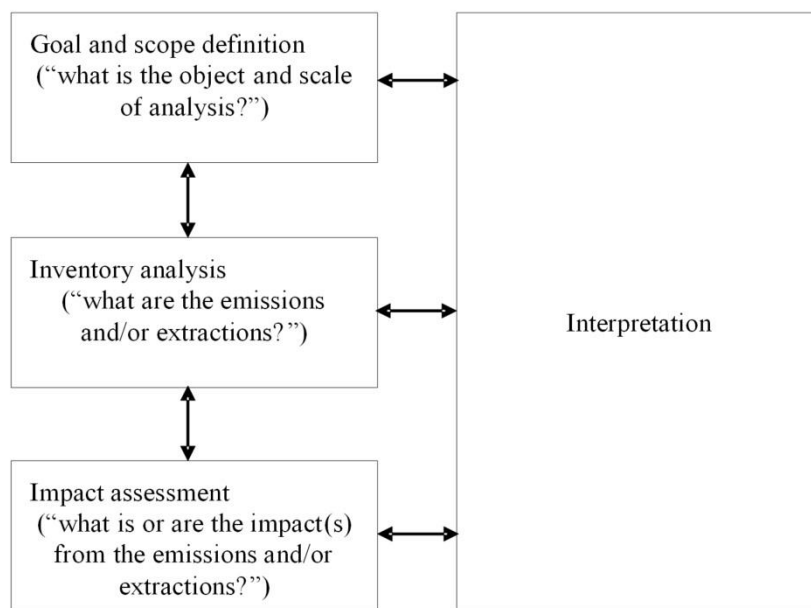 Goal and scope definition
(“what is the object and scale
of analysis?”)
Inventory analysis
(“what are the emissions
and/or extractions?”)
Interpretation
Impact assessment
(“what is or are the impact(s)
from the emissions and/or
extractions?”)